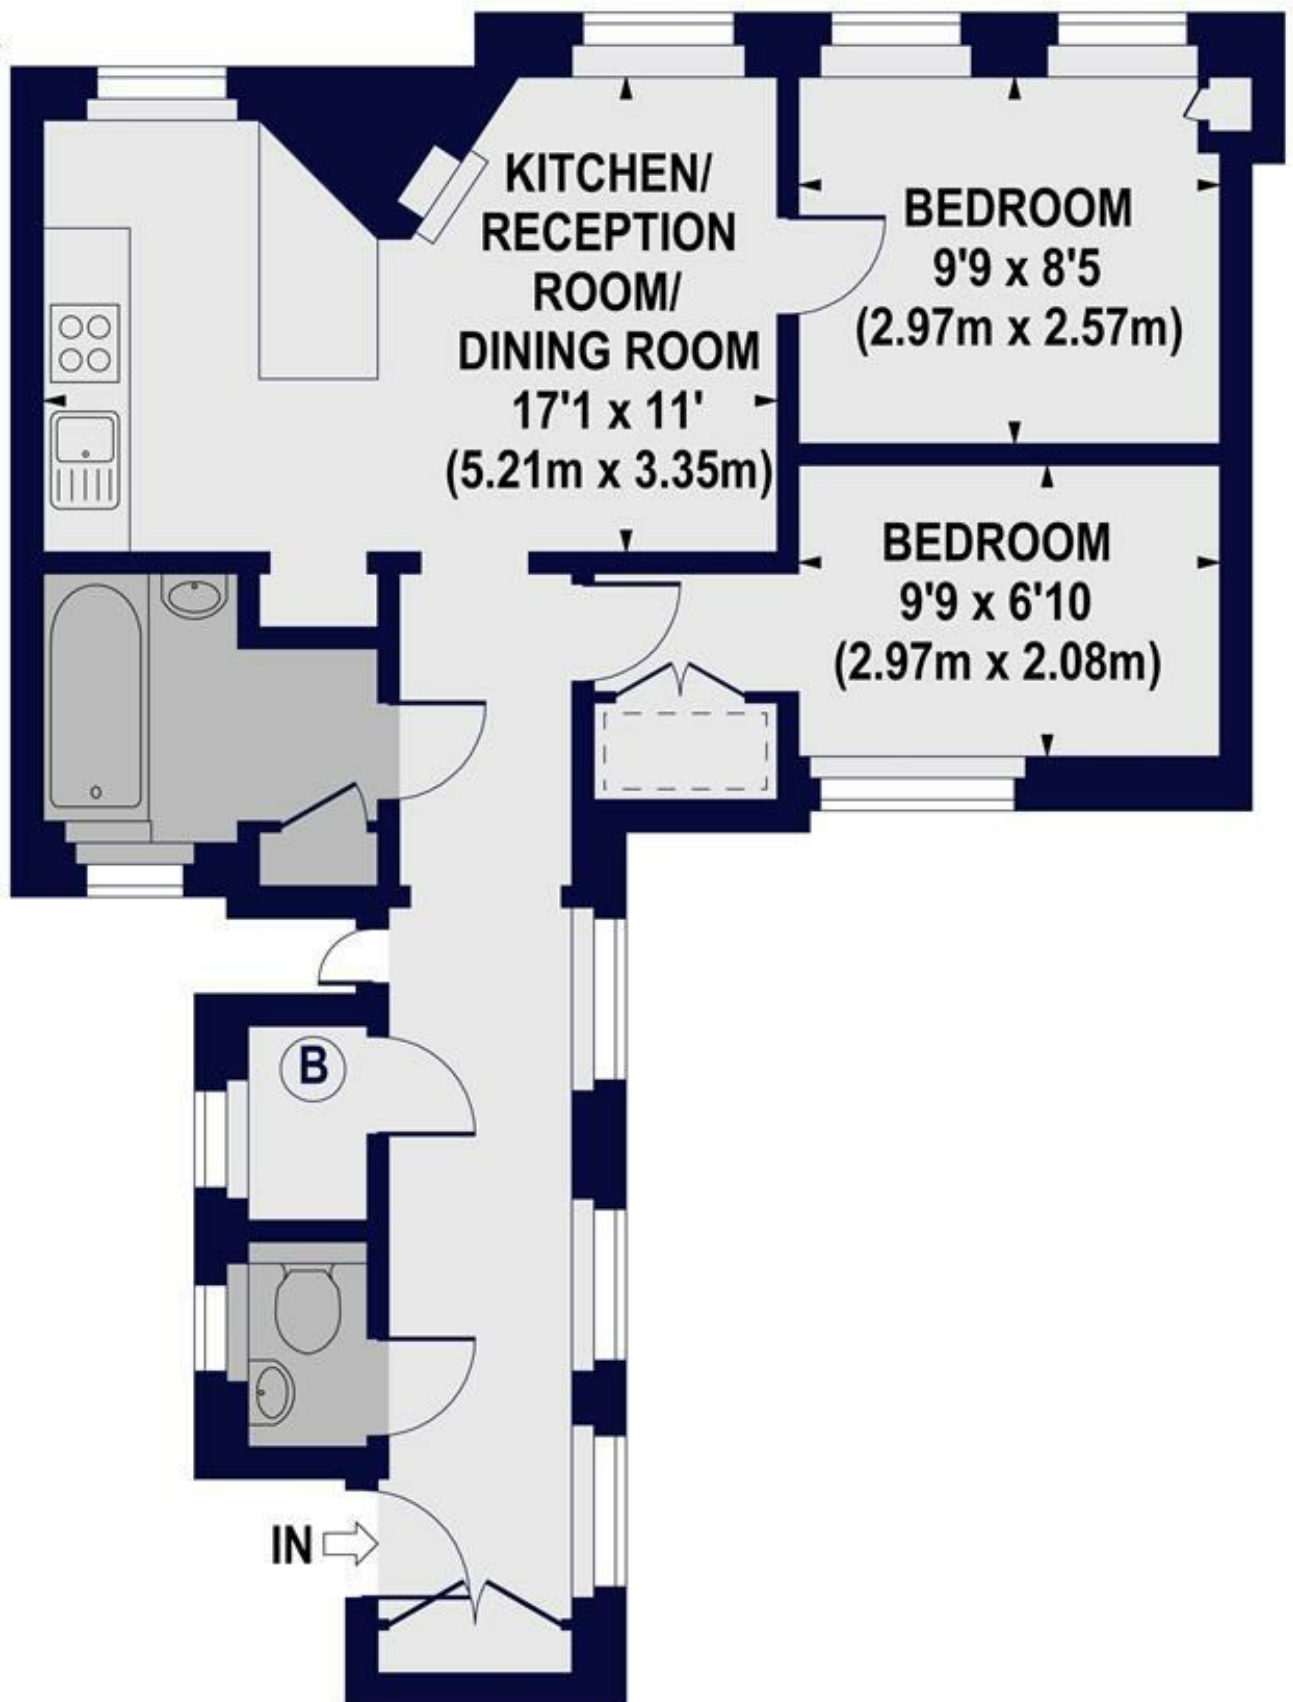 KITCHEN/
RECEPTION
ROOM/
DINING ROOM
17'1 x 11'
(5.21m x 3.35m)
BEDROOM
9'9 x 8'5
(2.97m x 2.57m)
BEDROOM
9'9 x 6'10
(2.97m x 2.08m)
B
IN